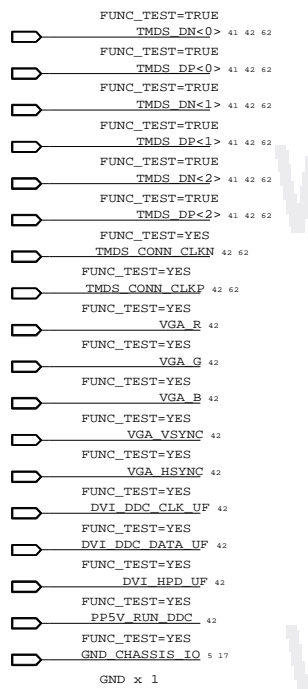 FUNC_TEST=TRUE
TMDS_DN<0> 41 42 62
FUNC_TEST=TRUE
TMDS_DP<0> 41 42 62
FUNC_TEST=TRUE
TMDS_DN<1> 41 42 62
FUNC_TEST=TRUE
TMDS_DP<1> 41 42 62
FUNC_TEST=TRUE
TMDS_DN<2> 41 42 62
FUNC_TEST=TRUE
TMDS_DP<2> 41 42 62
FUNC_TEST=YES
TMDS_CONN_CLKN 42 62
FUNC_TEST=YES
TMDS_CONN_CLKP 42 62
FUNC_TEST=YES
VGA_R 42
FUNC_TEST=YES
VGA_G 42
FUNC_TEST=YES
VGA_B 42
FUNC_TEST=YES
VGA_VSYNC 42
FUNC_TEST=YES
VGA_HSYNC 42
FUNC_TEST=YES
DVI_DDC_CLK_UF 42
FUNC_TEST=YES
DVI_DDC_DATA_UF 42
FUNC_TEST=YES
DVI_HPD_UF 42
FUNC_TEST=YES
PP5V_RUN_DDC 42
FUNC_TEST=YES
GND_CHASSIS_IO 5 17
GND x 1